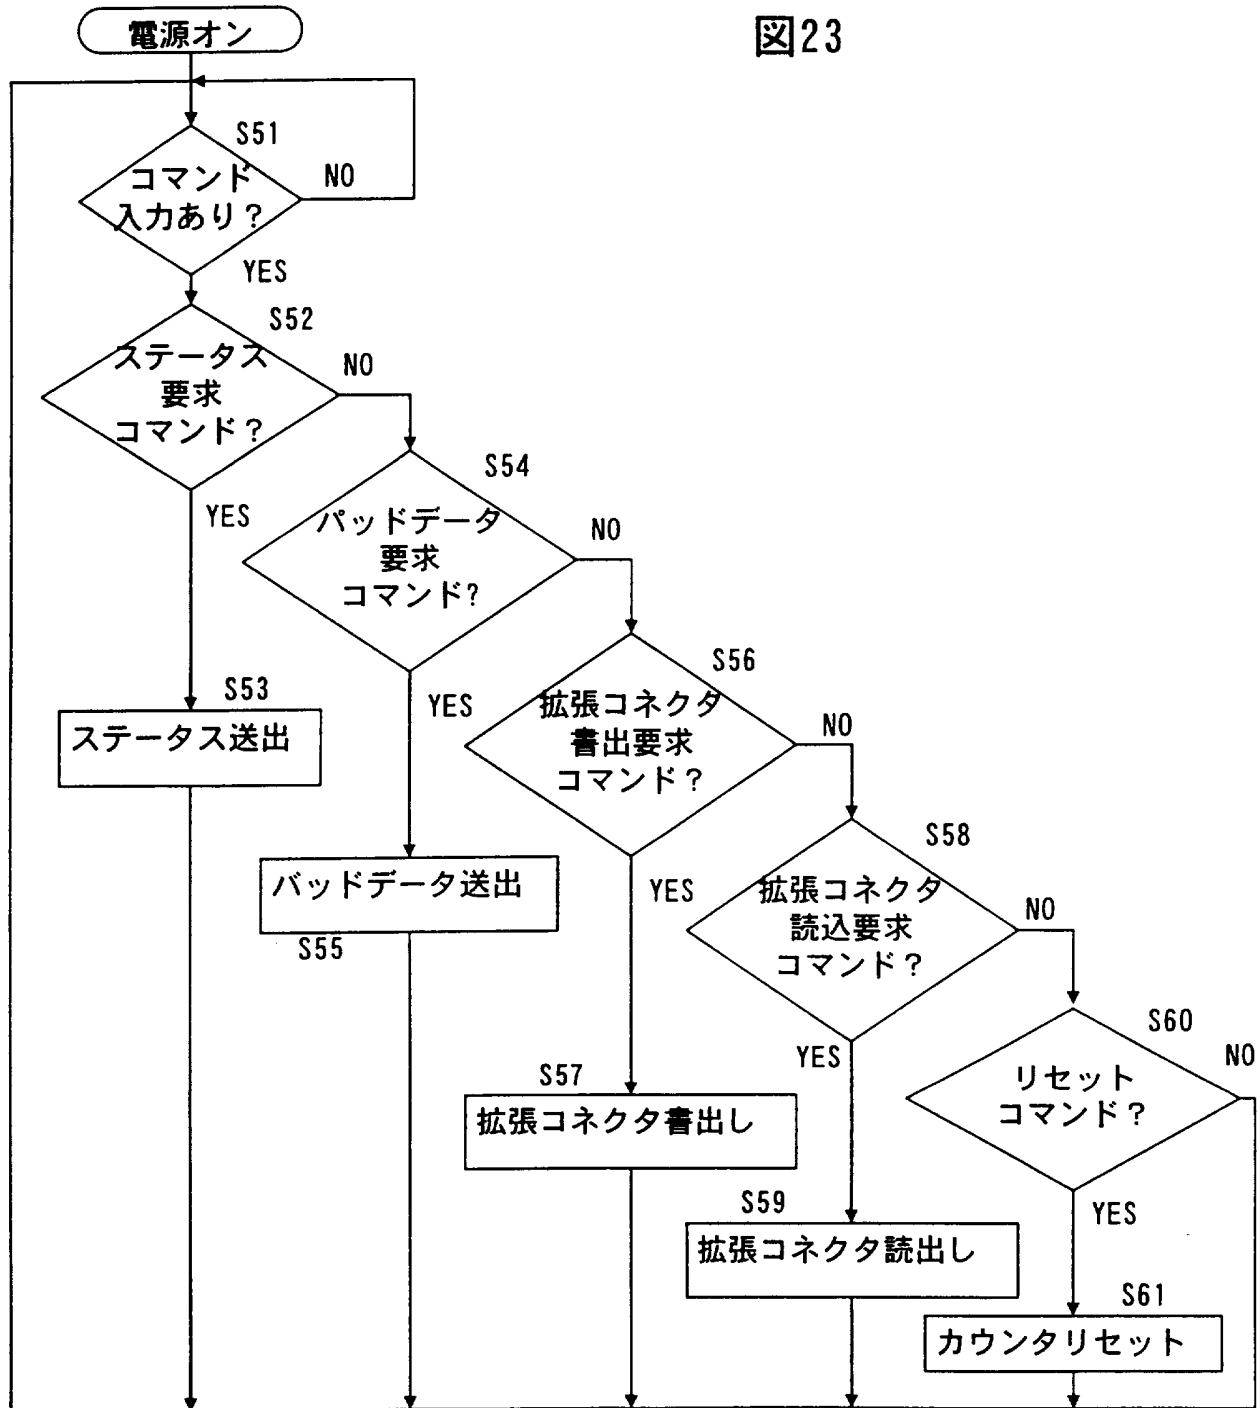 図23
電源オン
S51
コマンド
入力あり?
NO
YES
S52
ステータス
要求
コマンド?
NO
YES
S53
ステータス送出
S54
パッドデータ
要求
コマンド?
NO
YES
バッドデータ送出
S55
S56
拡張コネクタ
書出要求
コマンド?
NO
YES
S57
拡張コネクタ書出し
S58
拡張コネクタ
読込要求
コマンド?
NO
YES
S59
拡張コネクタ読出し
S60
リセット
コマンド?
NO
YES
S61
カウンタリセット